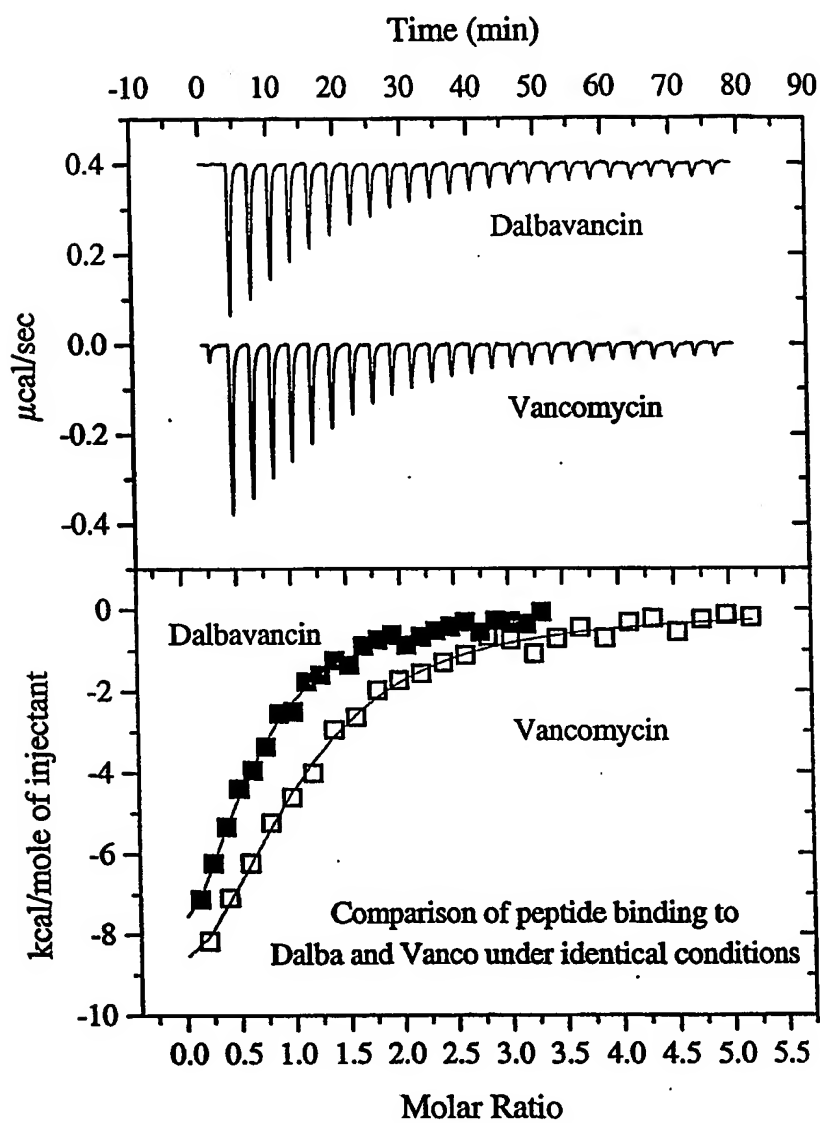 Time (min)
-10 0 10 20 30 40 50 60 70 80 90
0.4
0.2
0.0
-0.2
-0.4
μcal/sec
Dalbavancin
Vancomycin
0
-2
-4
-6
-8
-10
kcal/mole of injectant
Dalbavancin
Vancomycin
Comparison of peptide binding to
Dalba and Vanco under identical conditions
0.0 0.5 1.0 1.5 2.0 2.5 3.0 3.5 4.0 4.5 5.0 5.5
Molar Ratio